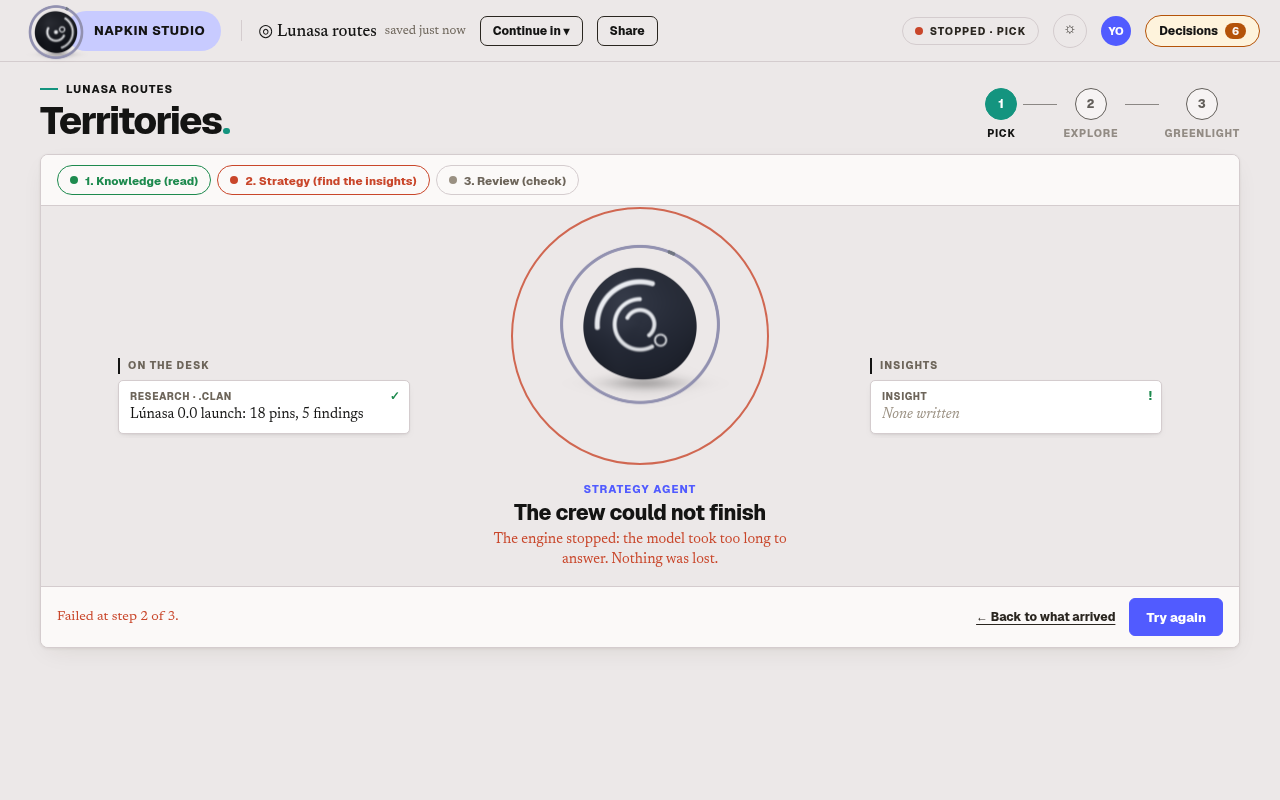 NAPKIN STUDIO
◎ Lunasa routes
saved just now
Continue in ▾
Share
STOPPED · PICK
YO
Decisions 6
LUNASA ROUTES
Territories.
1
2
3
PICK
EXPLORE
GREENLIGHT
1. Knowledge (read)
2. Strategy (find the insights)
3. Review (check)
ON THE DESK
RESEARCH · .CLAN ✓
Lúnasa 0.0 launch: 18 pins, 5 findings
INSIGHTS
INSIGHT !
None written
STRATEGY AGENT
The crew could not finish
The engine stopped: the model took too long to
answer. Nothing was lost.
Failed at step 2 of 3.
← Back to what arrived
Try again